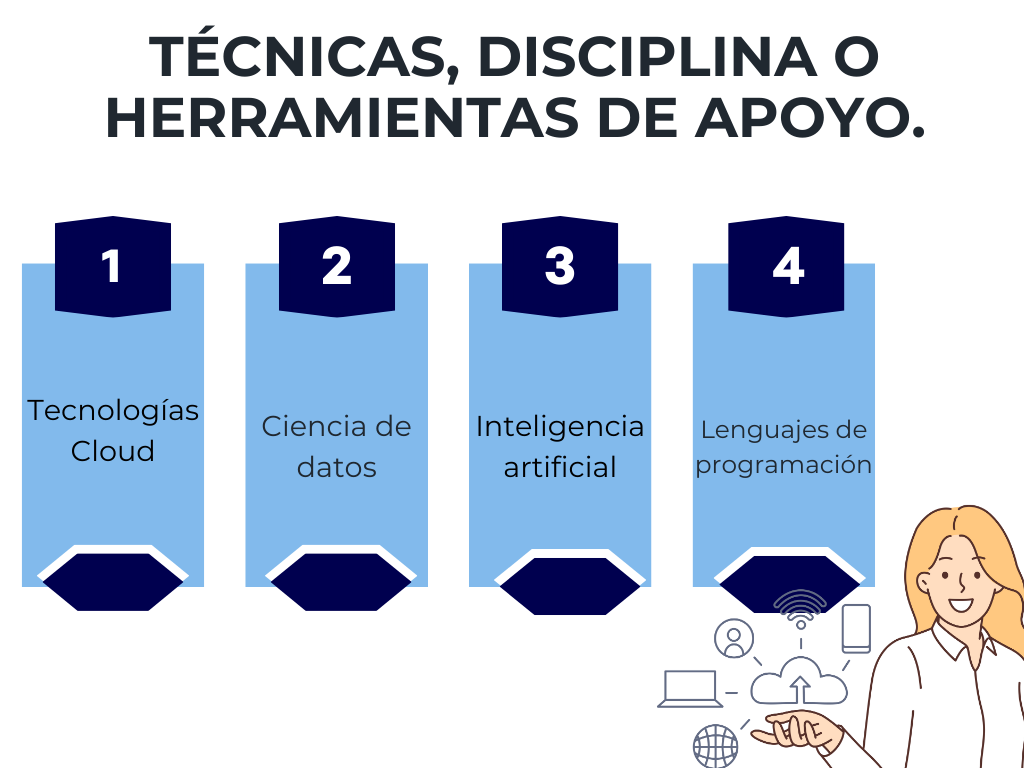 TÉCNICAS, DISCIPLINA O
HERRAMIENTAS DE APOYO.
1
Tecnologías
Cloud
2
Ciencia de
datos
3
Inteligencia
artificial
4
Lenguajes de
programación